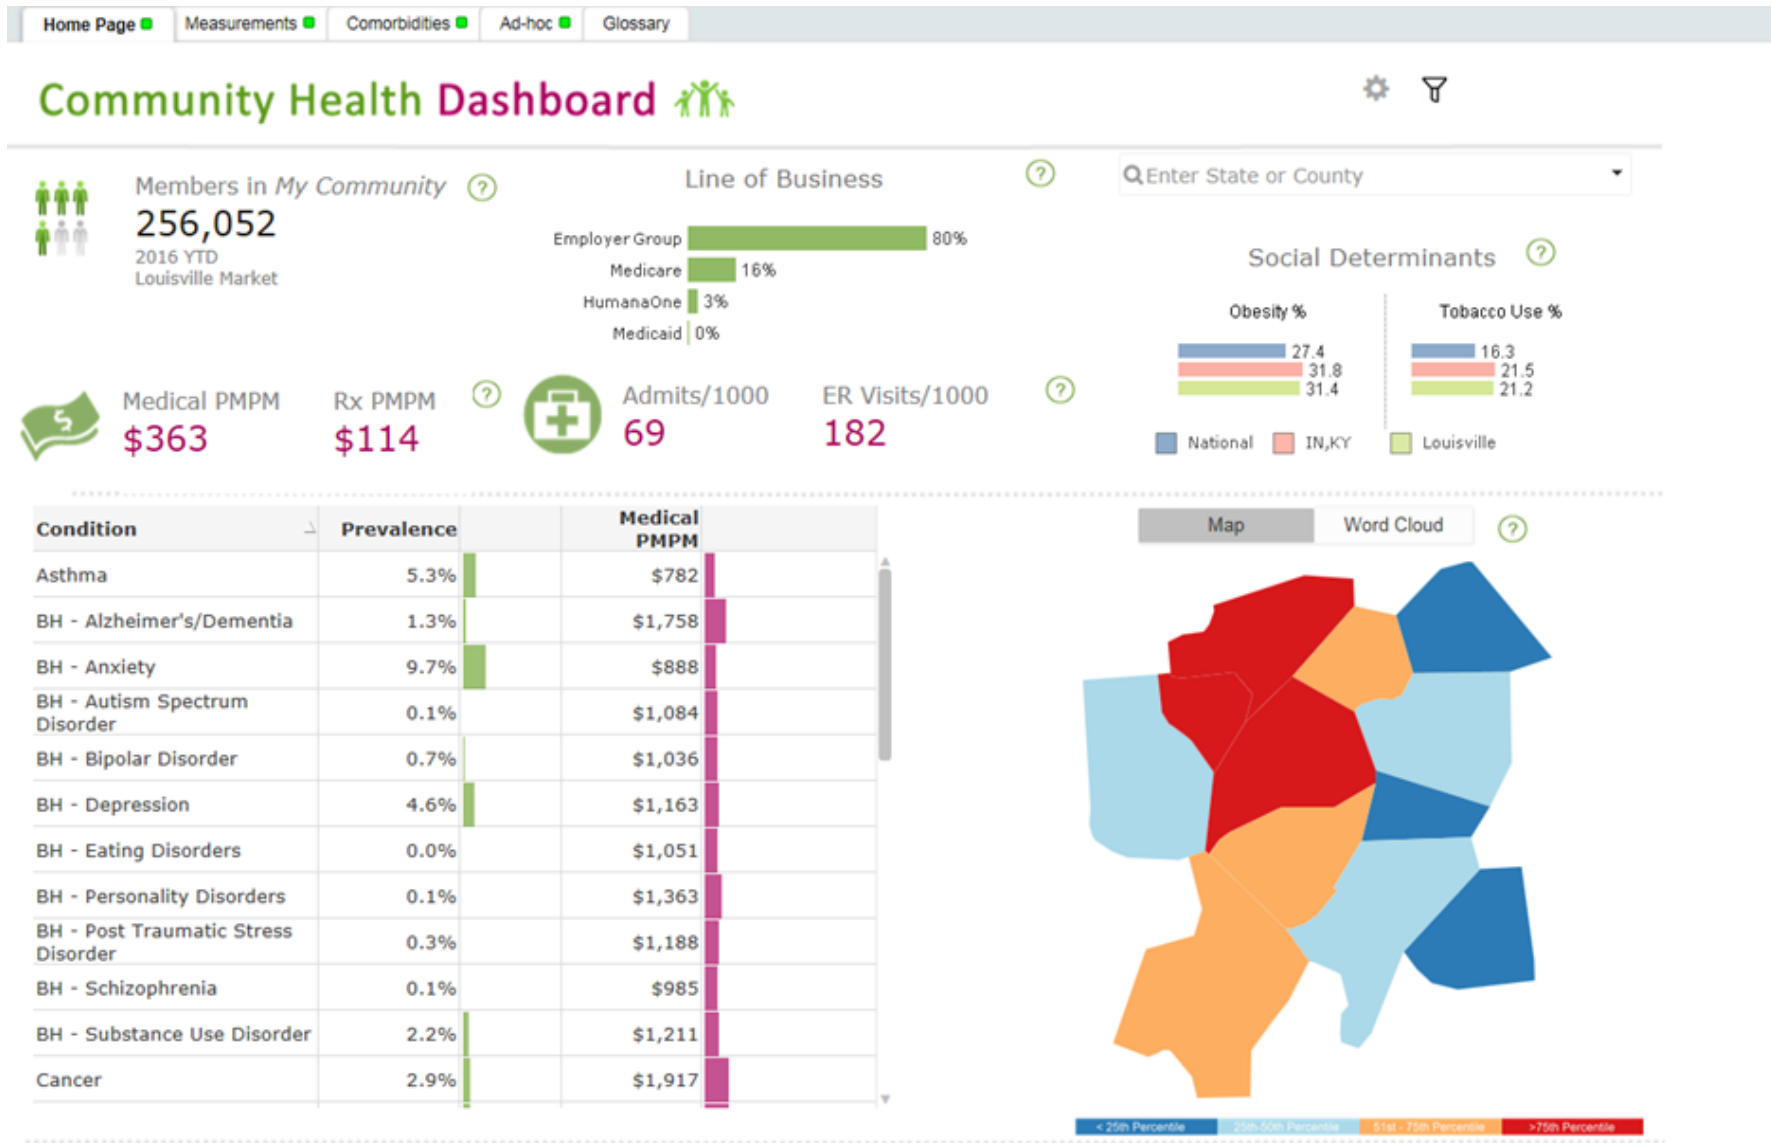 Home Page
Measurements
Comorbidities
Ad-hoc
Glossary
Community Health Dashboard
Members in My Community ?
256,052
2016 YTD
Louisville Market
Line of Business ?
Employer Group 80%
Medicare 16%
HumanaOne 3%
Medicaid 0%
Enter State or County
Social Determinants ?
Obesity %
27.4
31.8
31.4
Tobacco Use %
16.3
21.5
21.2
National IN,KY Louisville
Medical PMPM
$363
Rx PMPM ?
$114
Admits/1000
69
ER Visits/1000 ?
182
Condition Prevalence Medical
PMPM
Asthma 5.3% $782
BH - Alzheimer's/Dementia 1.3% $1,758
BH - Anxiety 9.7% $888
BH - Autism Spectrum
Disorder 0.1% $1,084
BH - Bipolar Disorder 0.7% $1,036
BH - Depression 4.6% $1,163
BH - Eating Disorders 0.0% $1,051
BH - Personality Disorders 0.1% $1,363
BH - Post Traumatic Stress
Disorder 0.3% $1,188
BH - Schizophrenia 0.1% $985
BH - Substance Use Disorder 2.2% $1,211
Cancer 2.9% $1,917
Map Word Cloud ?
< 25th Percentile 25th-50th Percentile 51st - 75th Percentile >75th Percentile